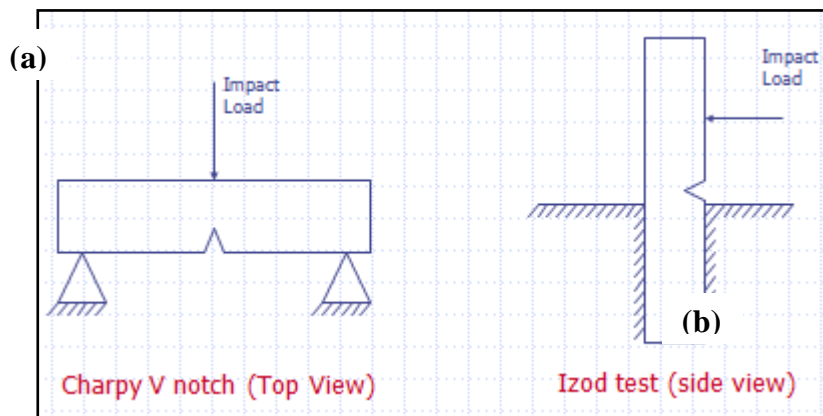 (a)
Impact
Load
Impact
Load
(b)
Charpy V notch (Top View)
Izod test (side view)